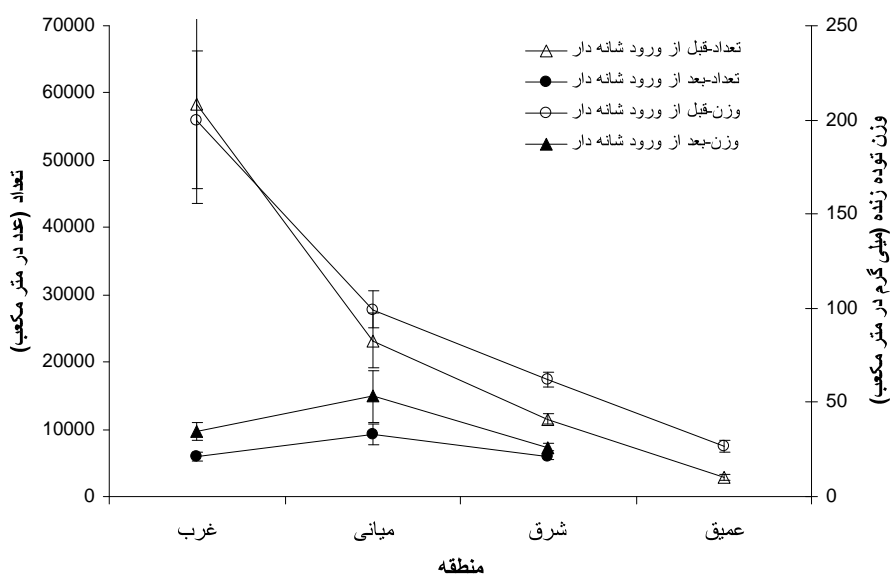 تعداد-قبل از ورود شانه دار
تعداد-بعد از ورود شانه دار
وزن-قبل از ورود شانه دار
وزن-بعد از ورود شانه دار
تعداد (عدد در متر مکعب)
70000
60000
50000
40000
30000
20000
10000
0
وزن توده زنده (میلی گرم در متر مکعب)
250
200
150
100
50
0
غرب میانی شرق عمیق
منطقه